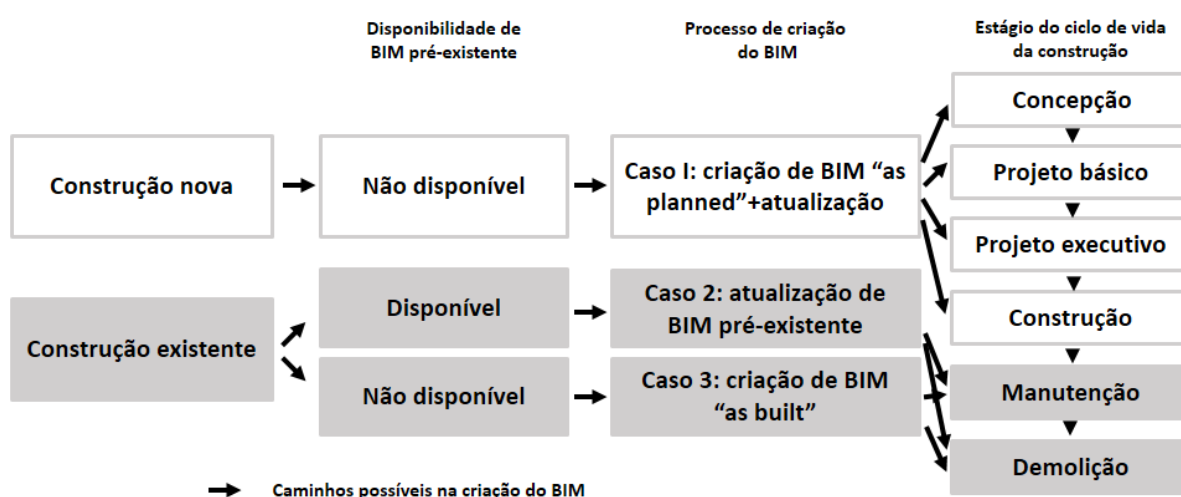 Disponibilidade de
BIM pré-existente
Processo de criação
do BIM
Estágio do ciclo de vida
da construção
Construção nova
Não disponível
Caso I: criação de BIM “as
planned”+atualização
Concepção
Projeto básico
Projeto executivo
Construção
Construção existente
Disponível
Caso 2: atualização de
BIM pré-existente
Não disponível
Caso 3: criação de BIM
“as built”
Manutenção
Demolição
Caminhos possíveis na criação do BIM